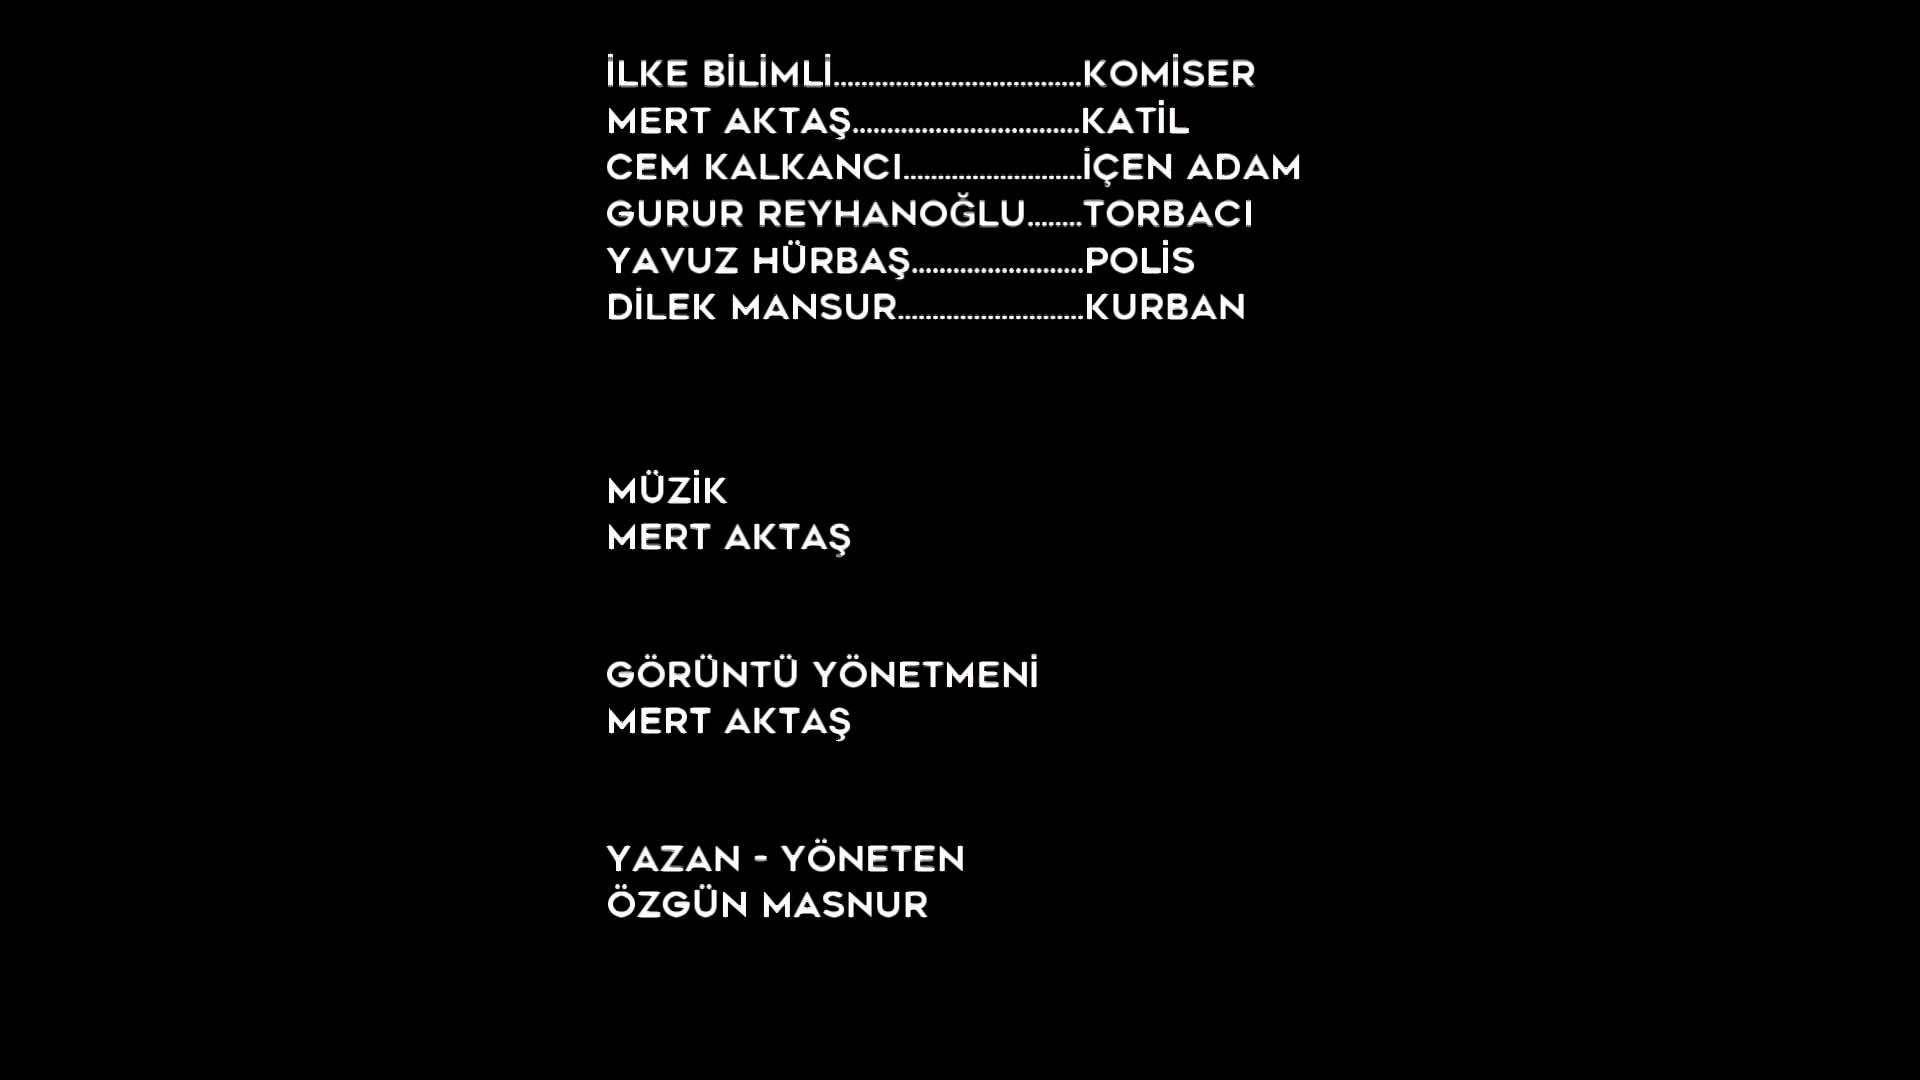 İLKE BİLİMLİ....................................KOMİSER
MERT AKTAŞ.................................KATİL
CEM KALKANCI..........................İÇEN ADAM
GURUR REYHANOĞLU........TORBACI
YAVUZ HÜRBAŞ.........................POLİS
DİLEK MANSUR...........................KURBAN
MÜZİK
MERT AKTAŞ
GÖRÜNTÜ YÖNETMENİ
MERT AKTAŞ
YAZAN - YÖNETEN
ÖZGÜN MASNUR